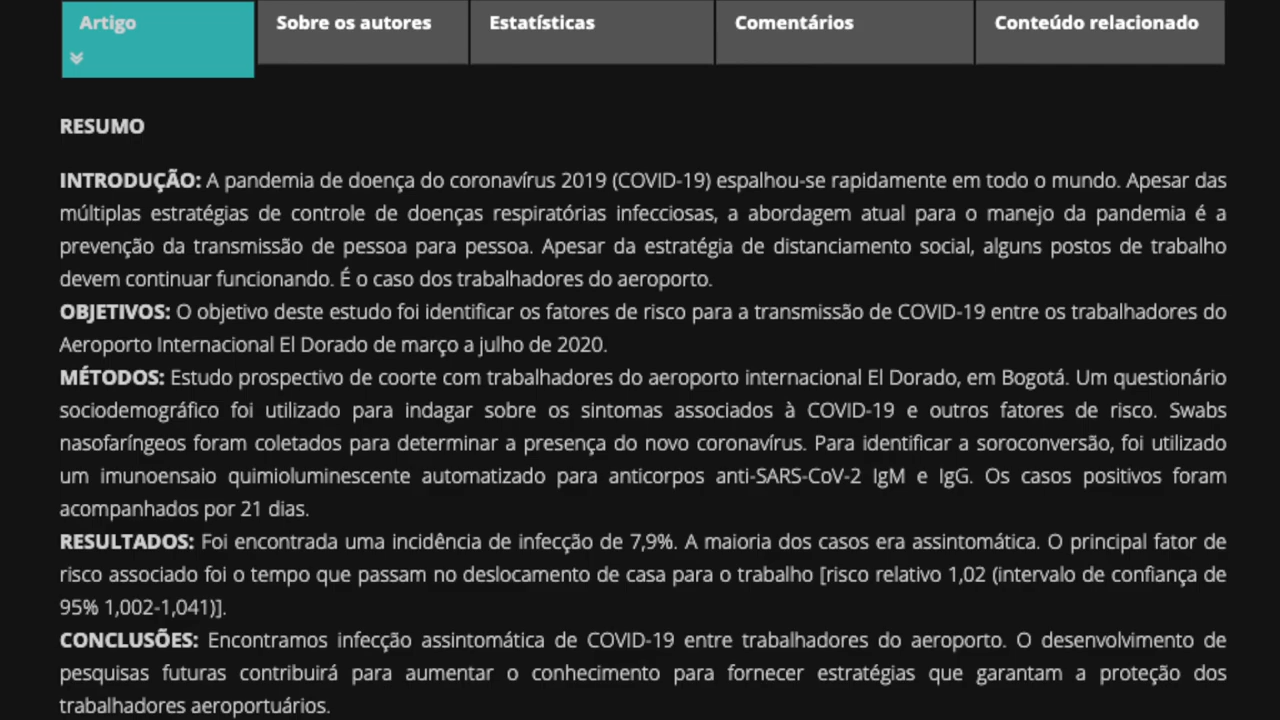 Artigo
Sobre os autores
Estatísticas
Comentários
Conteúdo relacionado
RESUMO
INTRODUÇÃO: A pandemia de doença do coronavírus 2019 (COVID-19) espalhou-se rapidamente em todo o mundo. Apesar das
múltiplas estratégias de controle de doenças respiratórias infecciosas, a abordagem atual para o manejo da pandemia é a
prevenção da transmissão de pessoa para pessoa. Apesar da estratégia de distanciamento social, alguns postos de trabalho
devem continuar funcionando. É o caso dos trabalhadores do aeroporto.
OBJETIVOS: O objetivo deste estudo foi identificar os fatores de risco para a transmissão de COVID-19 entre os trabalhadores do
Aeroporto Internacional El Dorado de março a julho de 2020.
MÉTODOS: Estudo prospectivo de coorte com trabalhadores do aeroporto internacional El Dorado, em Bogotá. Um questionário
sociodemográfico foi utilizado para indagar sobre os sintomas associados à COVID-19 e outros fatores de risco. Swabs
nasofaríngeos foram coletados para determinar a presença do novo coronavírus. Para identificar a soroconversão, foi utilizado
um imunoensaio quimioluminescente automatizado para anticorpos anti-SARS-CoV-2 IgM e IgG. Os casos positivos foram
acompanhados por 21 dias.
RESULTADOS: Foi encontrada uma incidência de infecção de 7,9%. A maioria dos casos era assintomática. O principal fator de
risco associado foi o tempo que passam no deslocamento de casa para o trabalho [risco relativo 1,02 (intervalo de confiança de
95% 1,002-1,041)].
CONCLUSÕES: Encontramos infecção assintomática de COVID-19 entre trabalhadores do aeroporto. O desenvolvimento de
pesquisas futuras contribuirá para aumentar o conhecimento para fornecer estratégias que garantam a proteção dos
trabalhadores aeroportuários.